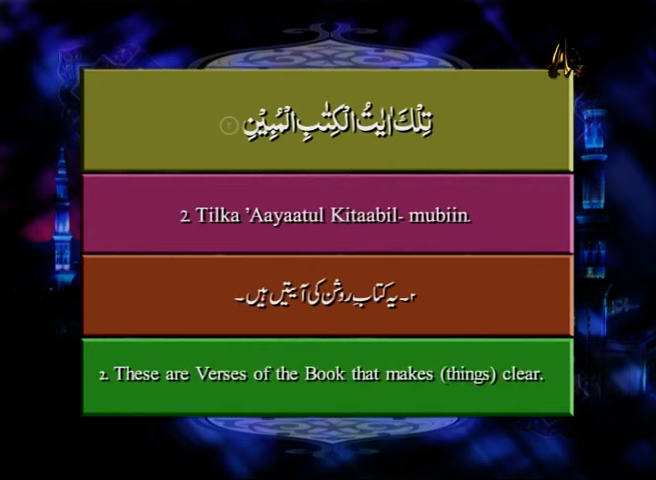 تِلْكَ اٰیٰتُ الْكِتٰبِ الْمُبِیْنِ ۝۲
2. Tilka 'Aayaatul Kitaabil- mubiin.
۲۔ یہ کتابِ روشن کی آیتیں ہیں۔
2. These are Verses of the Book that makes (things) clear.